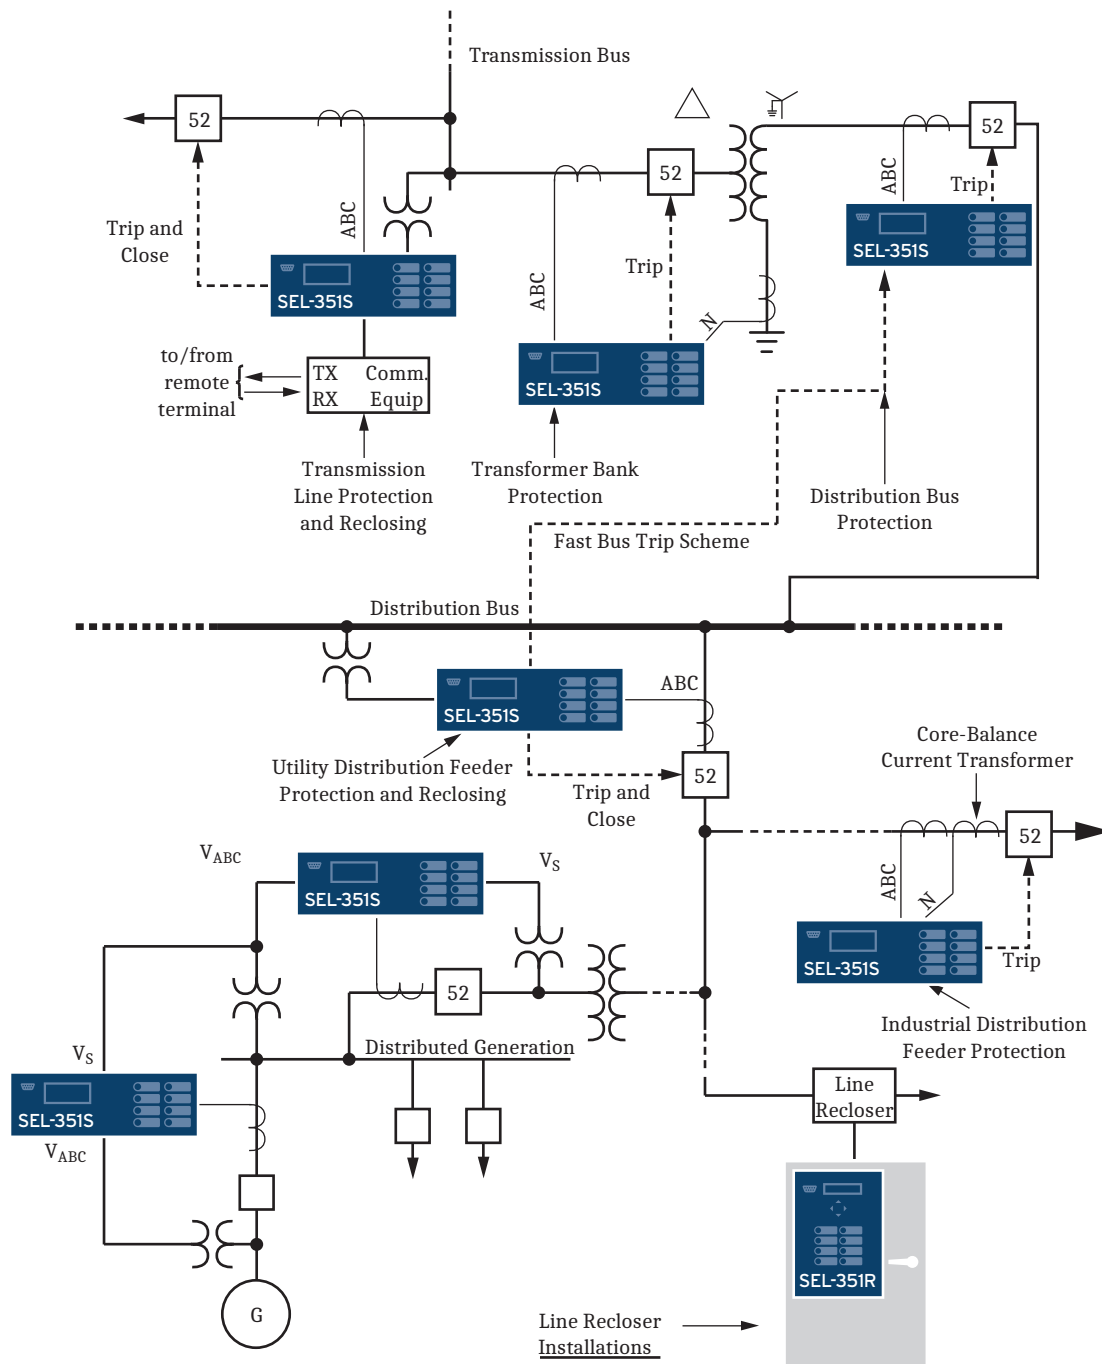 Transmission Bus
52
52
ABC
ABC
Trip
52
Trip and
Close
ABC
Trip
SEL-351S
SEL-351S
N
SEL-351S
to/from
remote
terminal
TX Comm.
RX Equip
Transmission
Line Protection
and Reclosing
Transformer Bank
Protection
Distribution Bus
Protection
Fast Bus Trip Scheme
Distribution Bus
ABC
SEL-351S
Utility Distribution Feeder
Protection and Reclosing
52
Trip and
Close
Core-Balance
Current Transformer
52
ABC
N
SEL-351S
Trip
Industrial Distribution
Feeder Protection
VABC
VS
SEL-351S
52
Distributed Generation
VS
SEL-351S
VABC
G
Line
Recloser
SEL-351R
Line Recloser
Installations